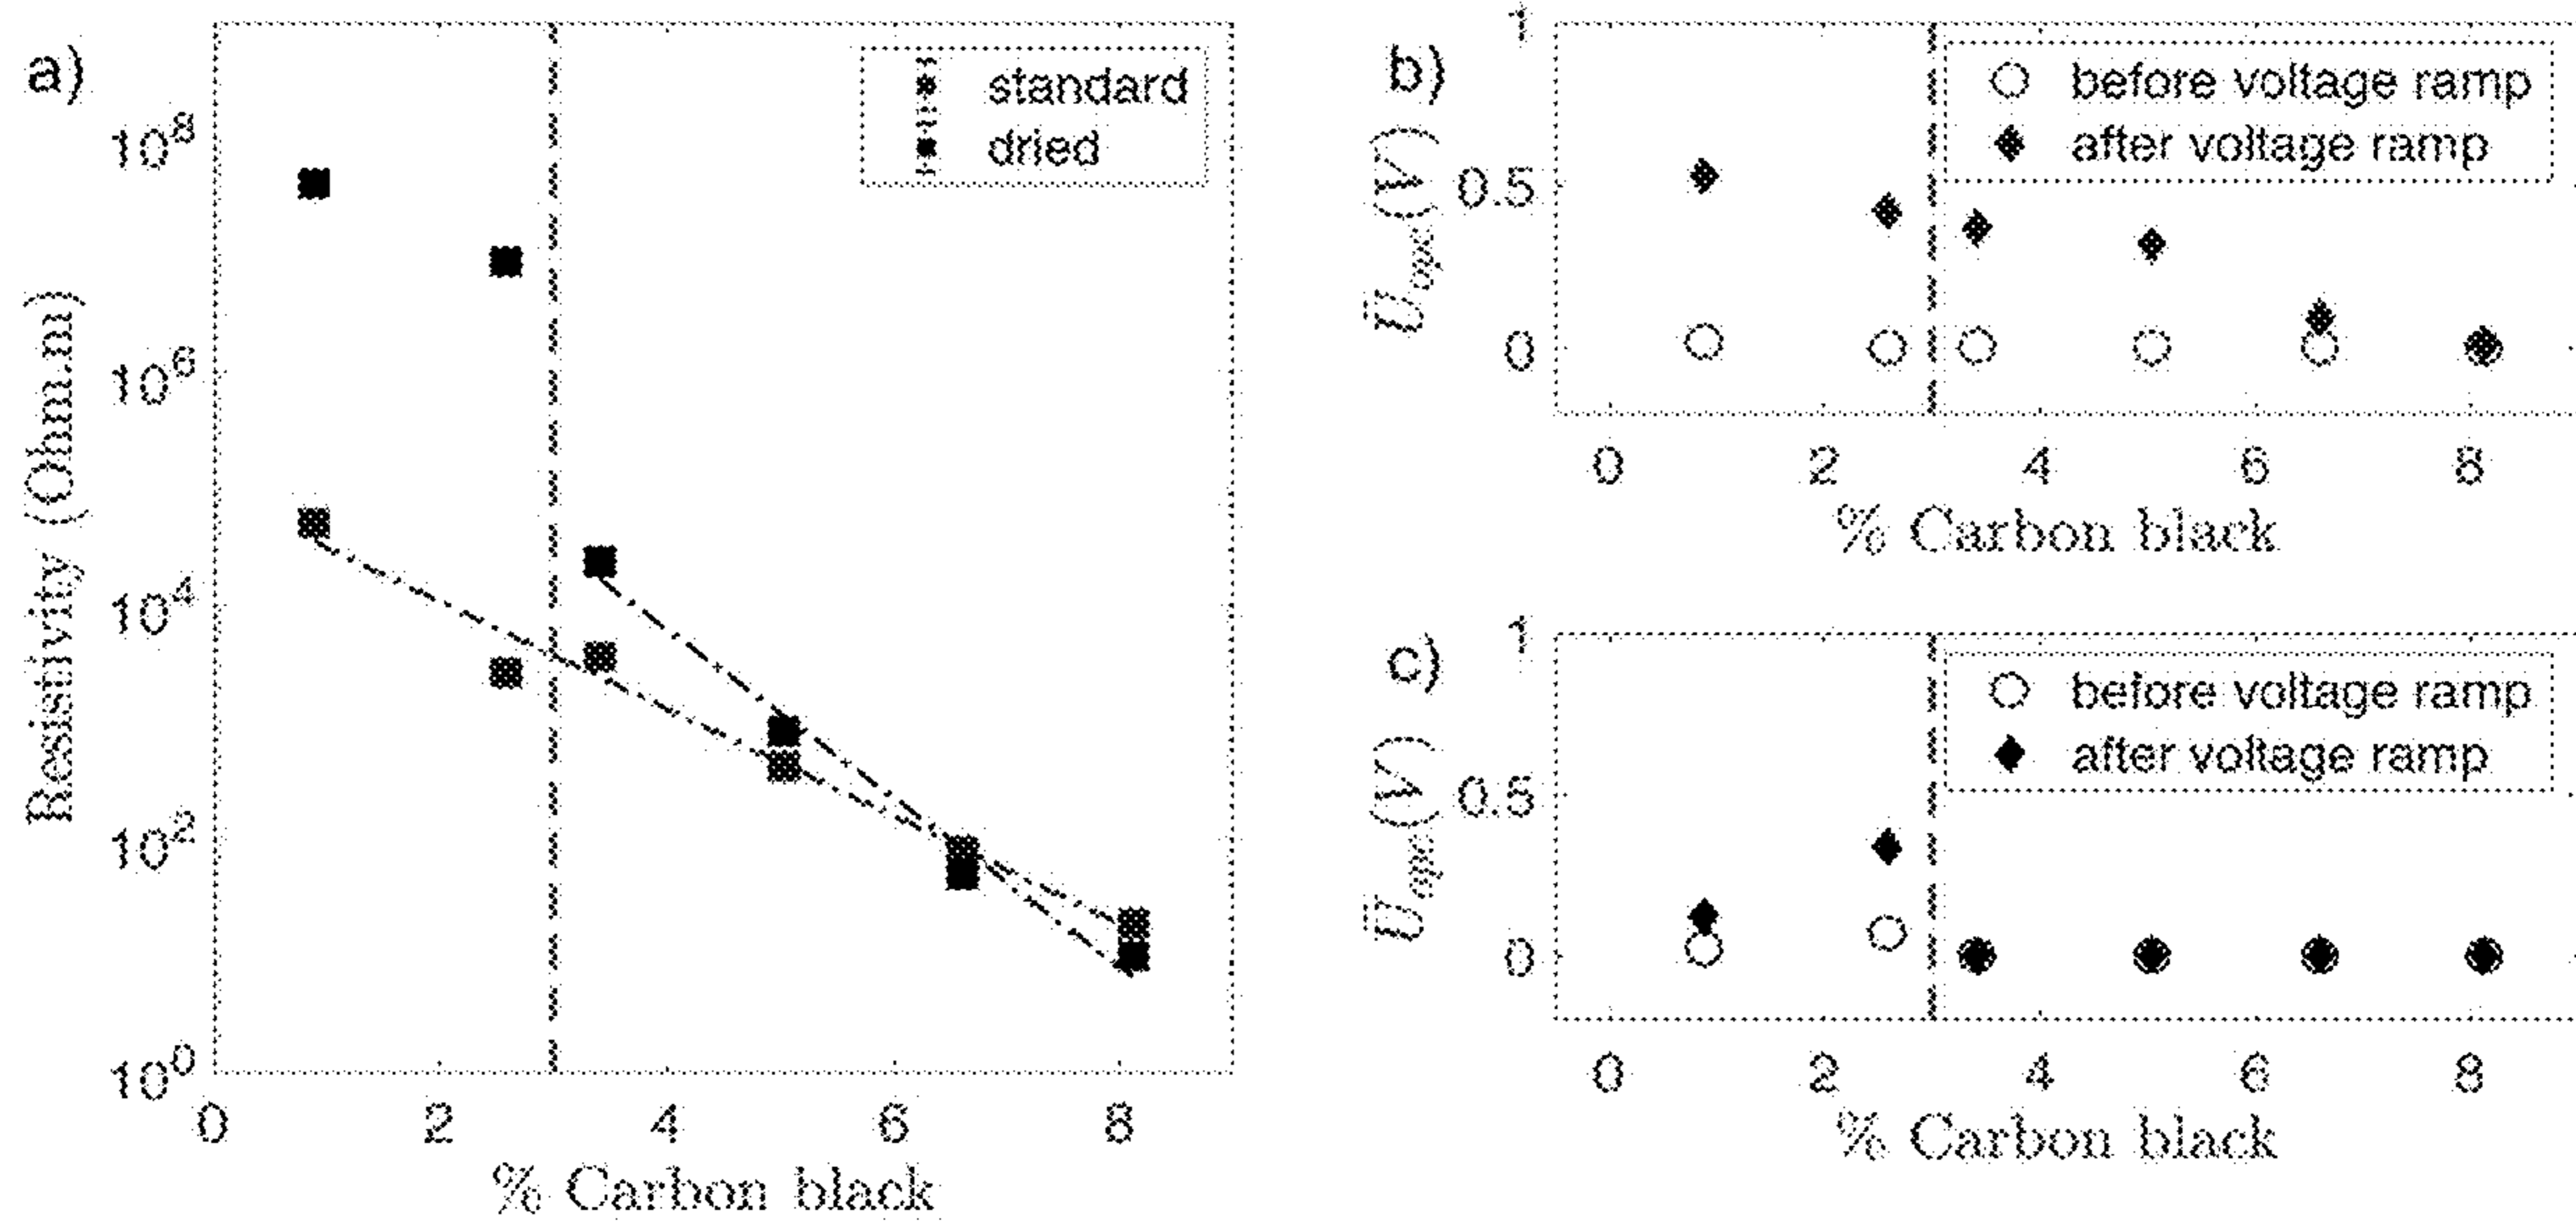 a)
standard
dried
10^8
10^6
10^4
10^2
10^0
Resistivity (Ohm.m)
0 2 4 6 8
% Carbon black
b)
before voltage ramp
after voltage ramp
1
0.5
0
U̅_opc (V)
0 2 4 6 8
% Carbon black
c)
before voltage ramp
after voltage ramp
1
0.5
0
U̅_opc (V)
0 2 4 6 8
% Carbon black